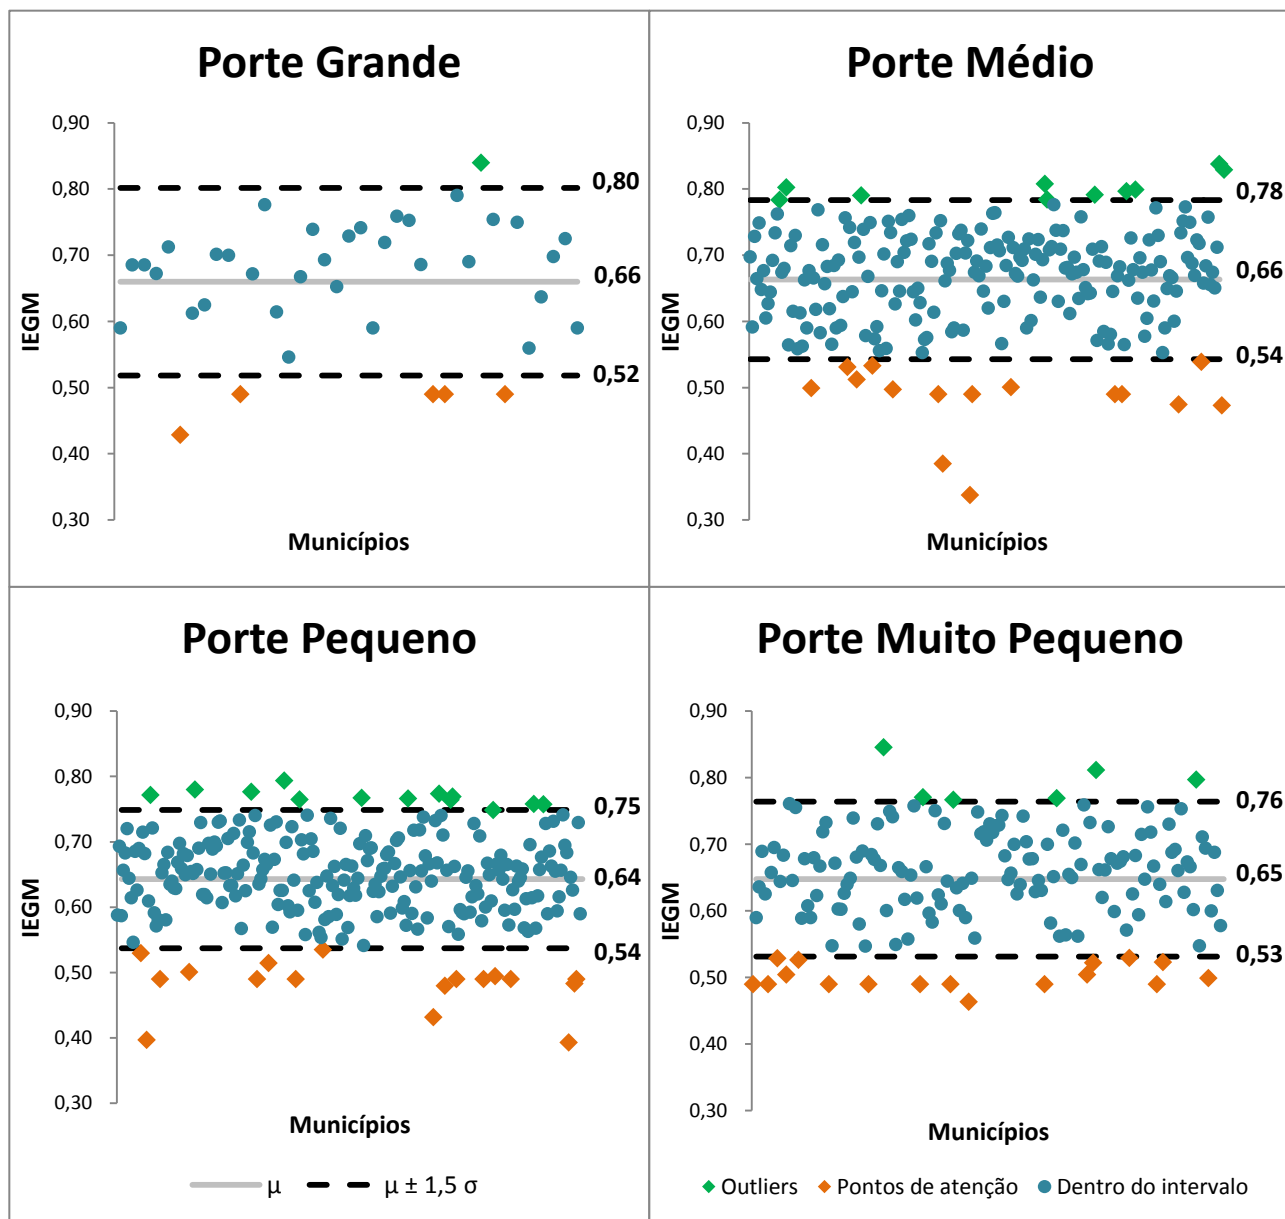 Porte Grande
0,90
0,80
0,70
0,60
0,50
0,40
0,30
IEGM
0,80
0,66
0,52
Municípios
Porte Médio
0,90
0,80
0,70
0,60
0,50
0,40
0,30
IEGM
0,78
0,66
0,54
Municípios
Porte Pequeno
0,90
0,80
0,70
0,60
0,50
0,40
0,30
IEGM
0,75
0,64
0,54
Municípios
μ
μ ± 1,5 σ
Porte Muito Pequeno
0,90
0,80
0,70
0,60
0,50
0,40
0,30
IEGM
0,76
0,65
0,53
Municípios
Outliers
Pontos de atenção
Dentro do intervalo